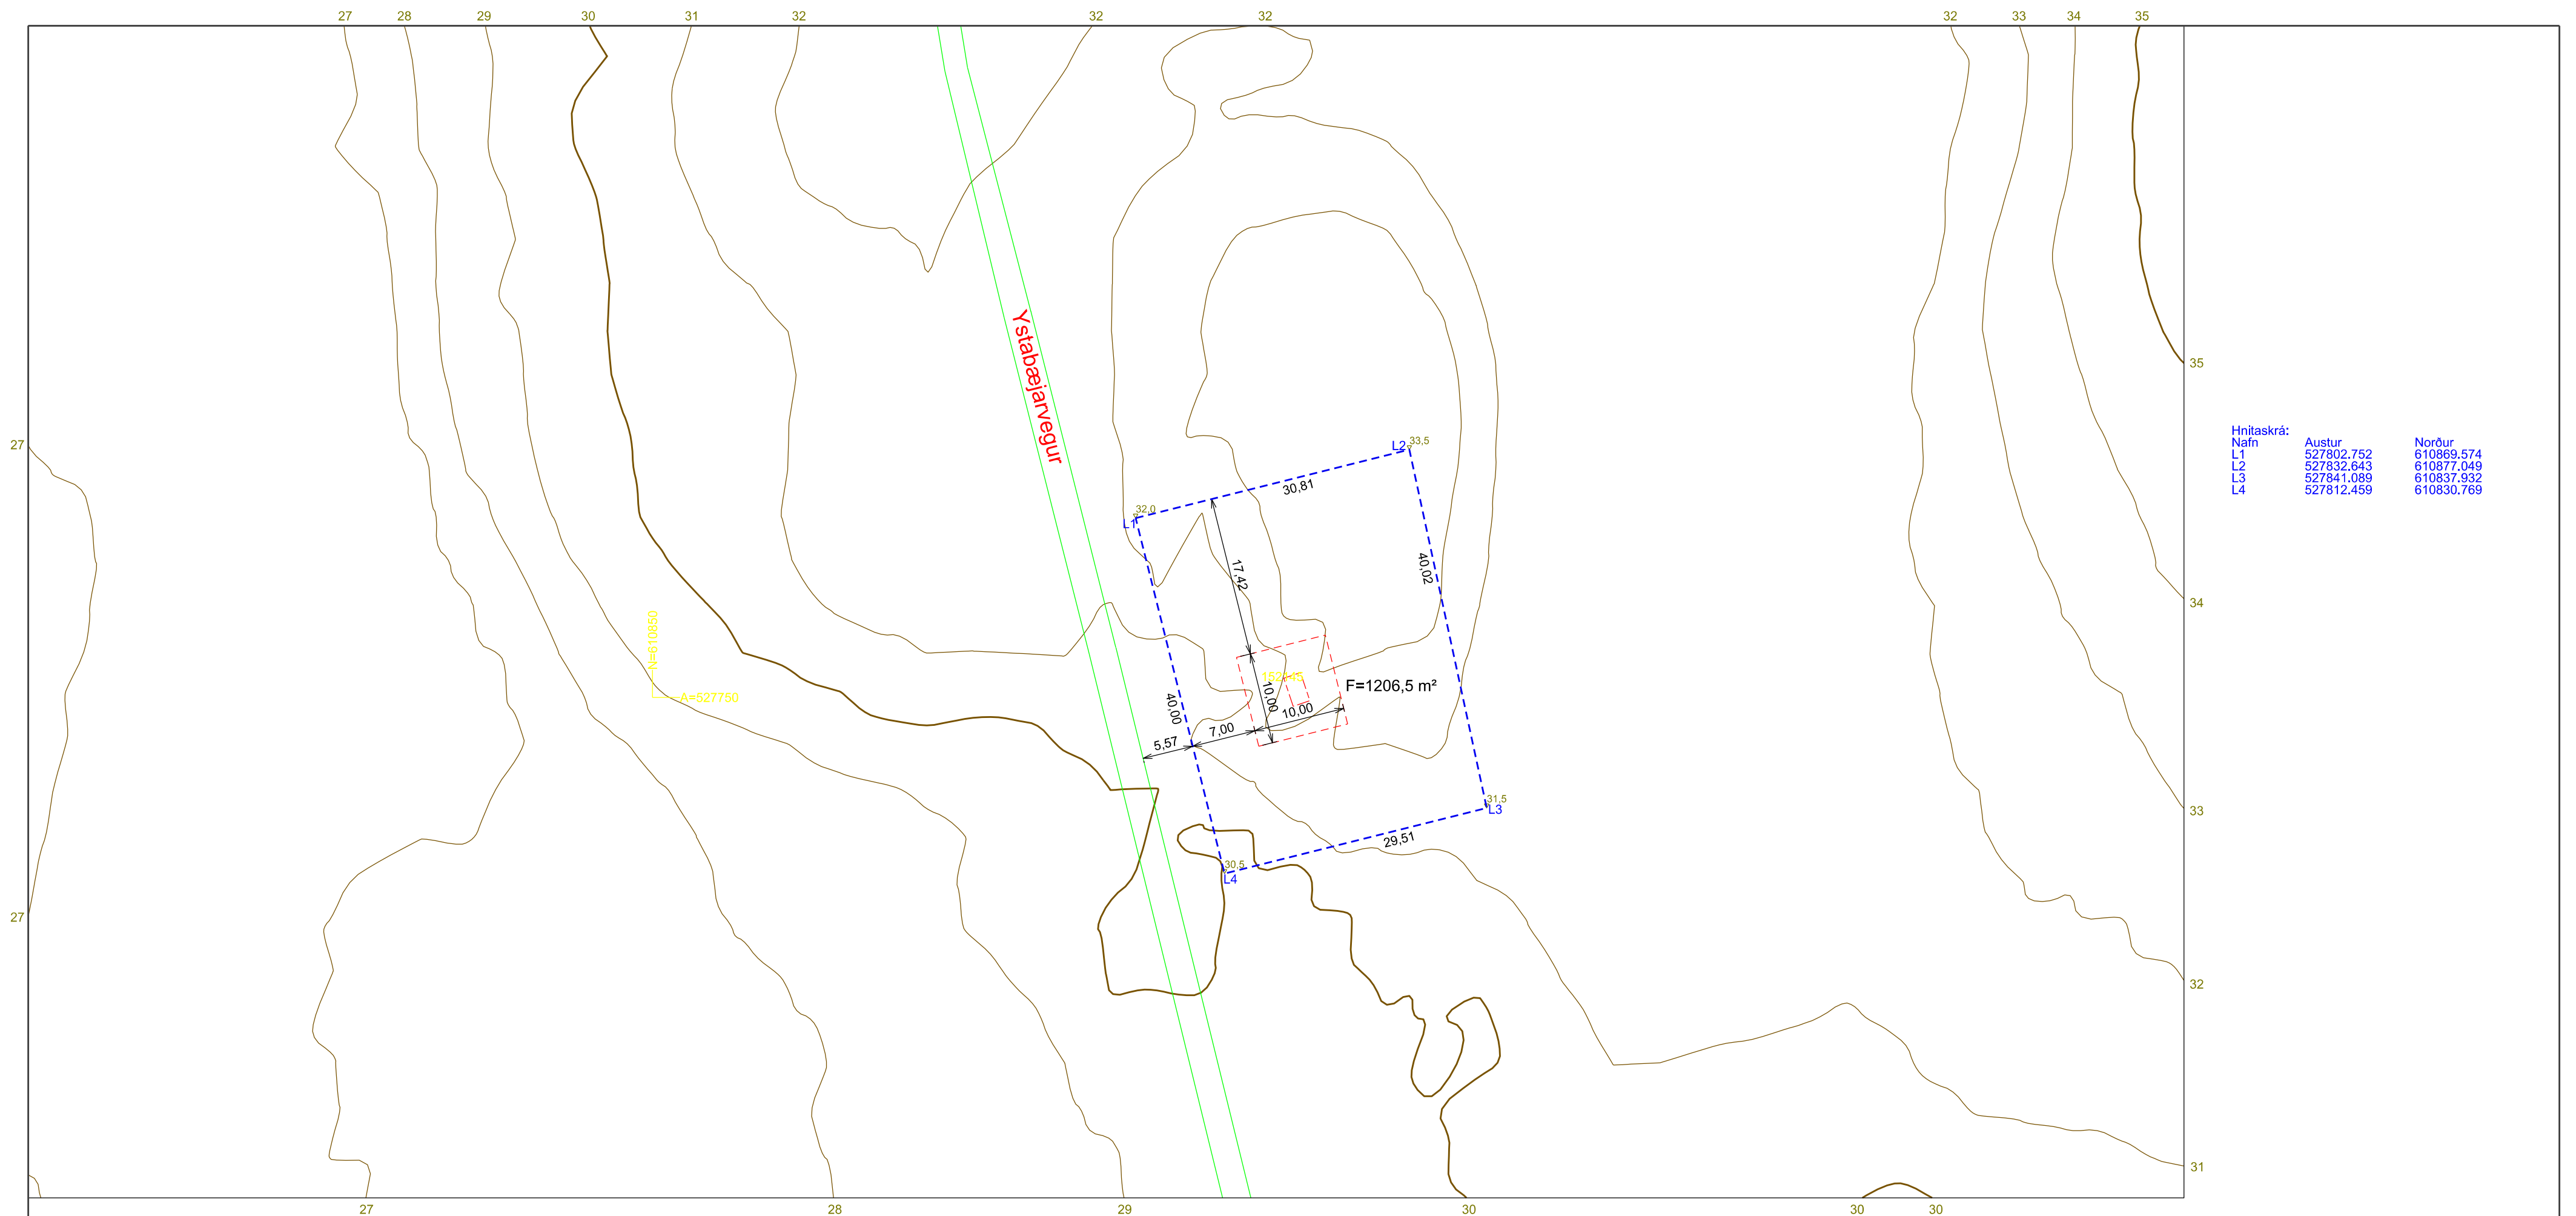 27 28 29 30 31 32 32 32 32 33 34 35
Ystabæjarvegur
35
27
L2 33,5
Hnitaskrá:
Nafn Austur Norður
L1 527802.752 610869.574
L2 527832.643 610877.049
L3 527841.089 610837.932
L4 527812.459 610830.769
30,81
32,0
L1
17,42
40,02
34
N=610850
A=527750
F=1206,5 m²
10,00
10,00
40,00
7,00
5,57
31,5
L3
33
29,51
30,5
L4
27
32
31
27 28 29 30 30 30